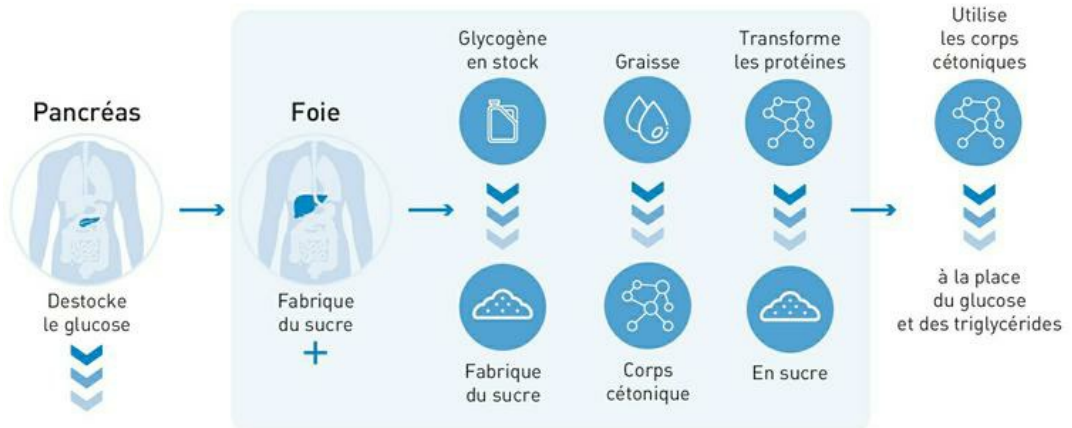 Pancréas
Destocke
le glucose
Foie
Fabrique
du sucre
+
Glycogène
en stock
Fabrique
du sucre
Graisse
Corps
cétonique
Transforme
les protéines
En sucre
Utilise
les corps
cétoniques
à la place
du glucose
et des triglycérides